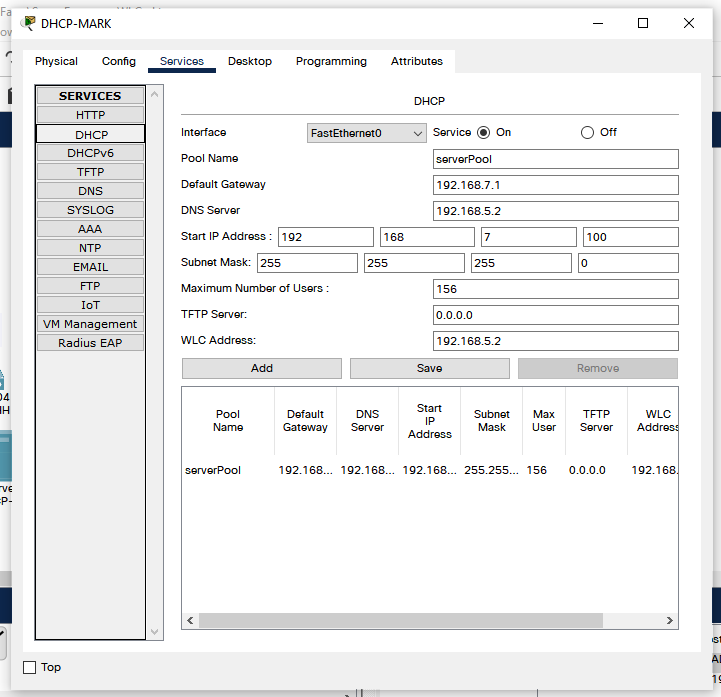 DHCP-MARK
Physical Config Services Desktop Programming Attributes
SERVICES
HTTP
DHCP
DHCPv6
TFTP
DNS
SYSLOG
AAA
NTP
EMAIL
FTP
IoT
VM Management
Radius EAP
DHCP
Interface FastEthernet0 Service On Off
Pool Name serverPool
Default Gateway 192.168.7.1
DNS Server 192.168.5.2
Start IP Address : 192 168 7 100
Subnet Mask: 255 255 255 0
Maximum Number of Users : 156
TFTP Server: 0.0.0.0
WLC Address: 192.168.5.2
Add Save Remove
Pool Name Default Gateway DNS Server Start IP Address Subnet Mask Max User TFTP Server WLC Address
serverPool 192.168... 192.168... 192.168... 255.255... 156 0.0.0.0 192.168.
Top